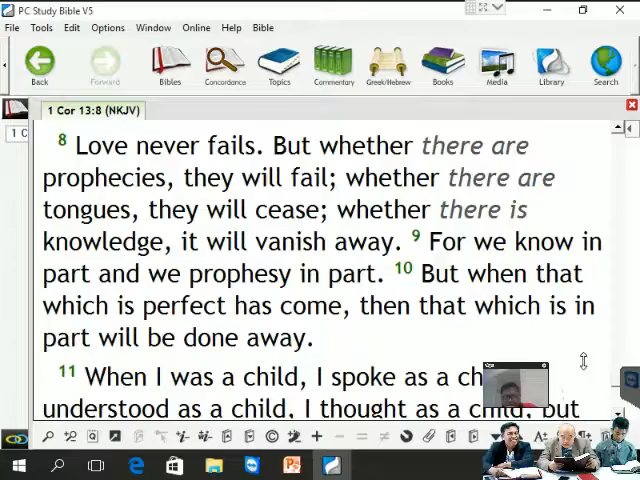 PC Study Bible V5
File Tools Edit Options Window Online Help Bible
Back Forward Bibles Concordance Topics Commentary Greek/Hebrew Books Media Library Search
1 Cor 13:8 (NKJV)
1 C
8 Love never fails. But whether there are
prophecies, they will fail; whether there are
tongues, they will cease; whether there is
knowledge, it will vanish away. 9 For we know in
part and we prophesy in part. 10 But when that
which is perfect has come, then that which is in
part will be done away.
11 When I was a child, I spoke as a ch
understood as a child, I thought as a child, but